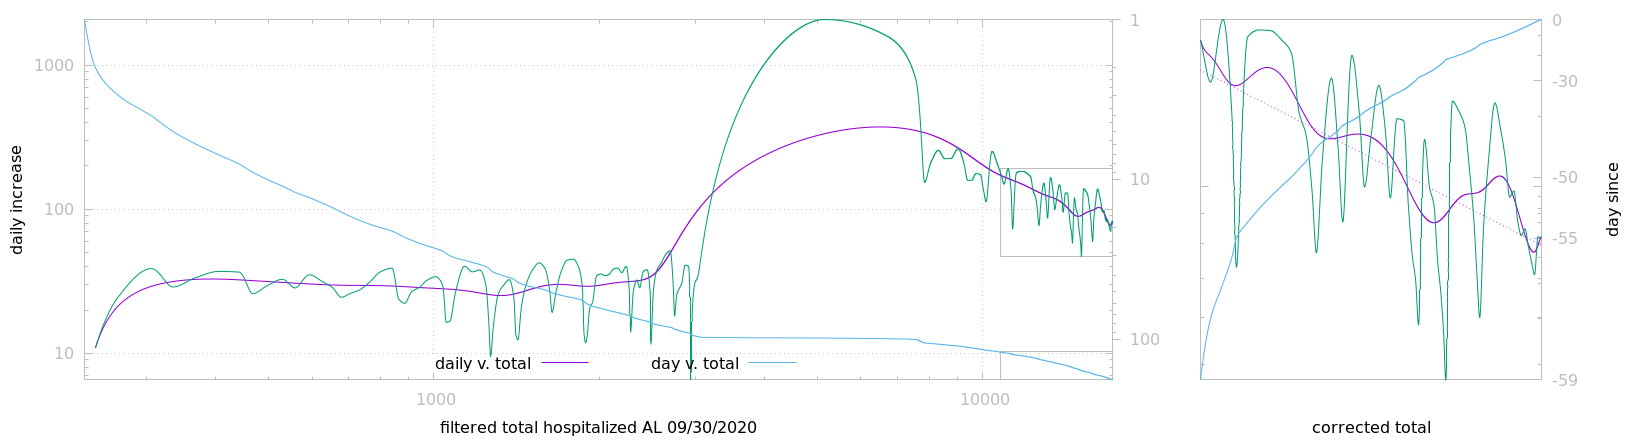 1000
100
10
daily increase
1000
10000
filtered total hospitalized AL 09/30/2020
daily v. total
day v. total
1
10
100
0
-30
-50
-55
-59
day since
corrected total